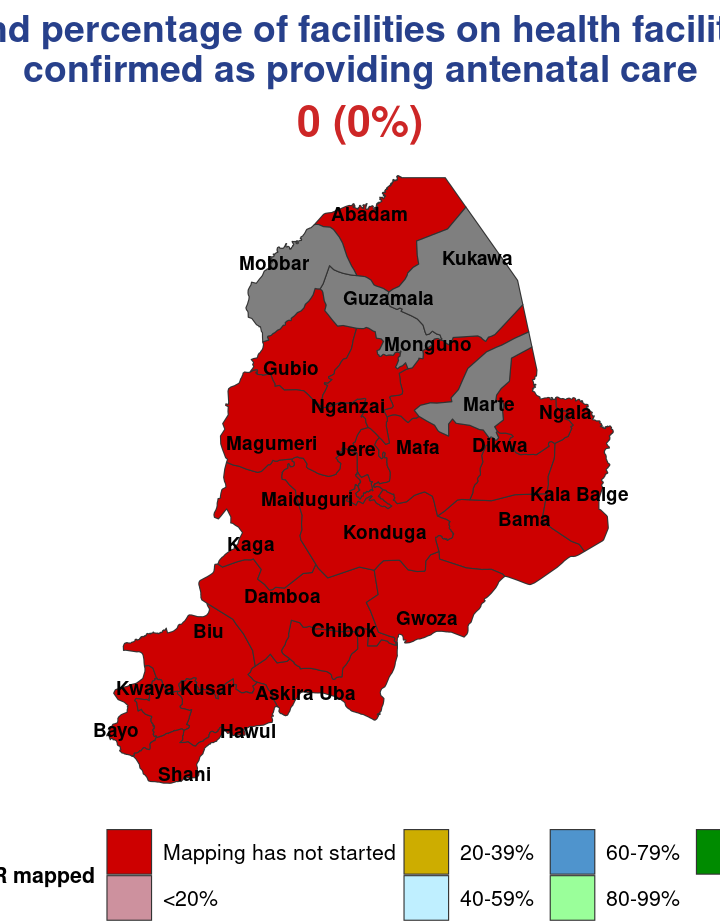 nd percentage of facilities on health facilit
confirmed as providing antenatal care
0 (0%)
Abadam
Mobbar
Kukawa
Guzamala
Monguno
Gubio
Nganzai
Marte
Ngala
Magumeri
Jere
Mafa
Dikwa
Maiduguri
Kala Balge
Konduga
Bama
Kaga
Damboa
Gwoza
Biu
Chibok
Kwaya Kusar
Askira Uba
Bayo
Hawul
Shani
R mapped
Mapping has not started
20-39%
60-79%
<20%
40-59%
80-99%